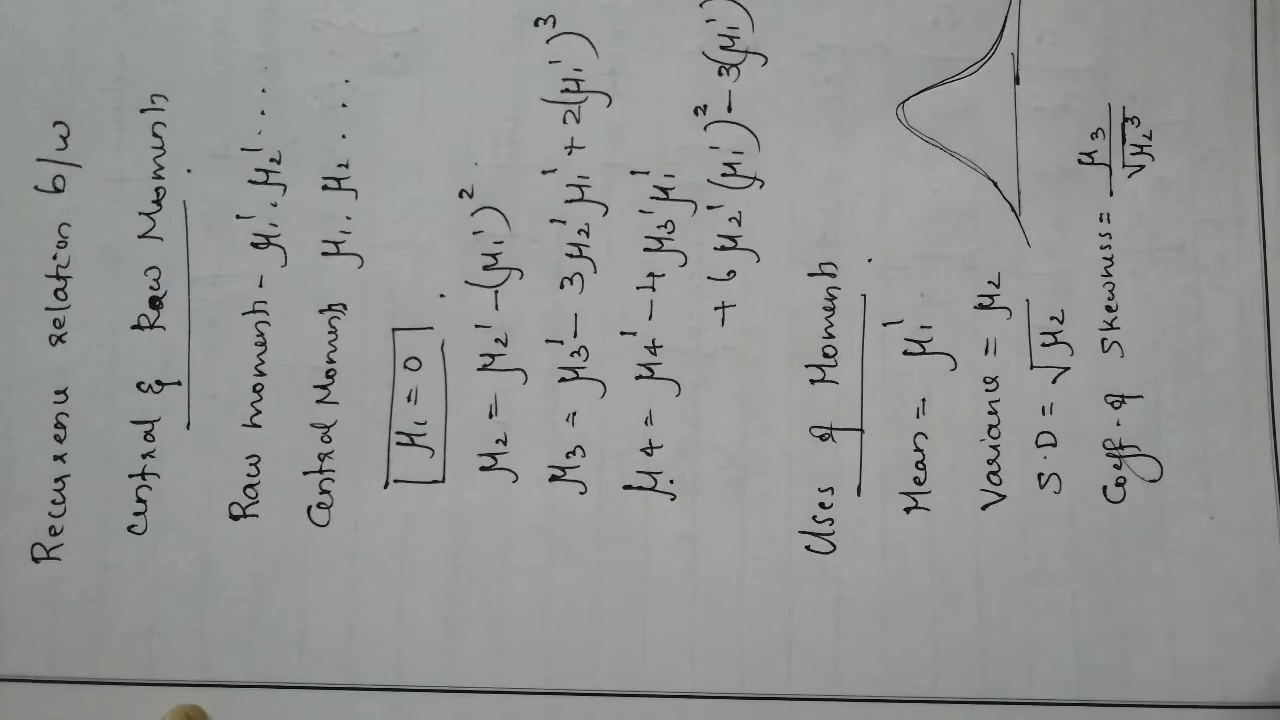 Recurrence relation b/w
central & Raw Moments.
Raw moments - μ₁'. μ₂' . . .
Central Moments μ₁. μ₂. . . .
μ₁ = 0 .
μ₂ = μ₂' - (μ₁')² .
μ₃ = μ₃' - 3μ₂'μ₁' + 2(μ₁')³
μ₄ = μ₄' - 4μ₃'μ₁'
+ 6μ₂'(μ₁')² - 3(μ₁')
Uses of Moments.
Mean = μ₁'
Variance = μ₂
S.D = √μ₂
Coeff. of Skewness = μ₃/√μ₂³